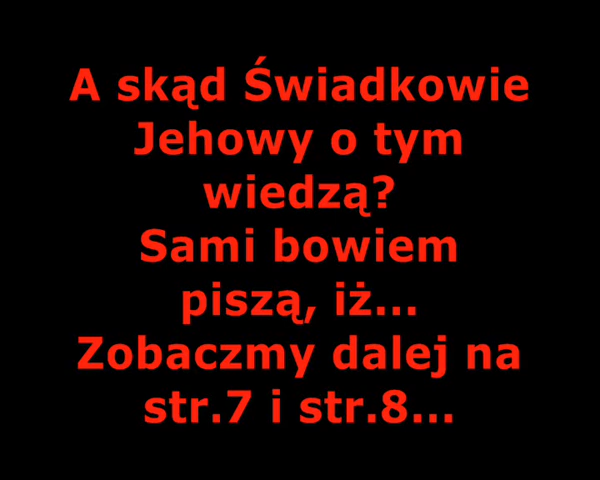 A skąd Świadkowie
Jehowy o tym
wiedzą?
Sami bowiem
piszą, iż...
Zobaczmy dalej na
str.7 i str.8...